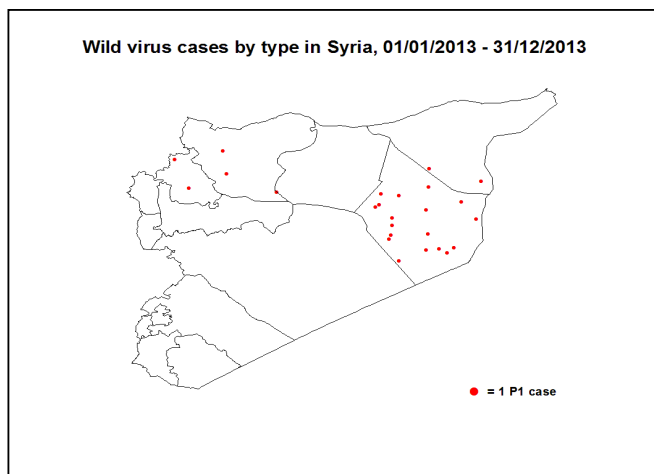 Wild virus cases by type in Syria, 01/01/2013 - 31/12/2013
= 1 P1 case